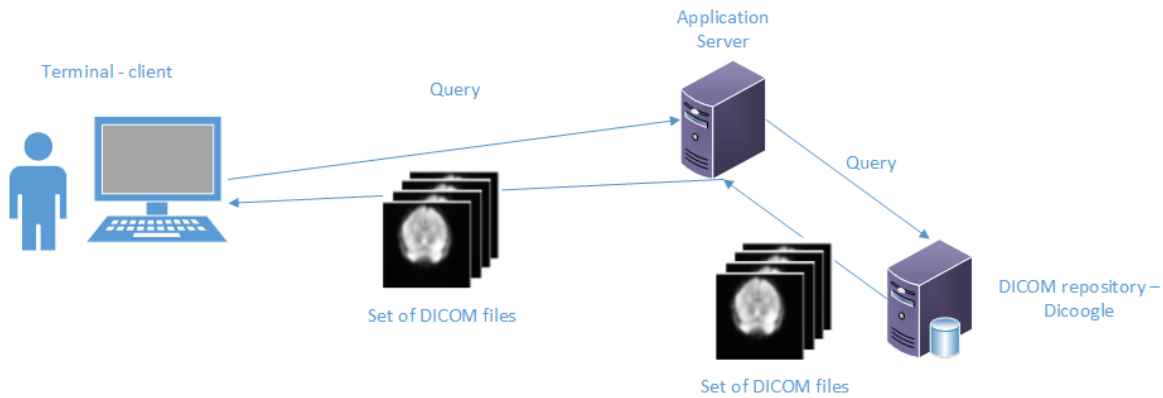 Application
Server
Terminal - client
Query
Query
Set of DICOM files
DICOM repository –
Dicoogle
Set of DICOM files